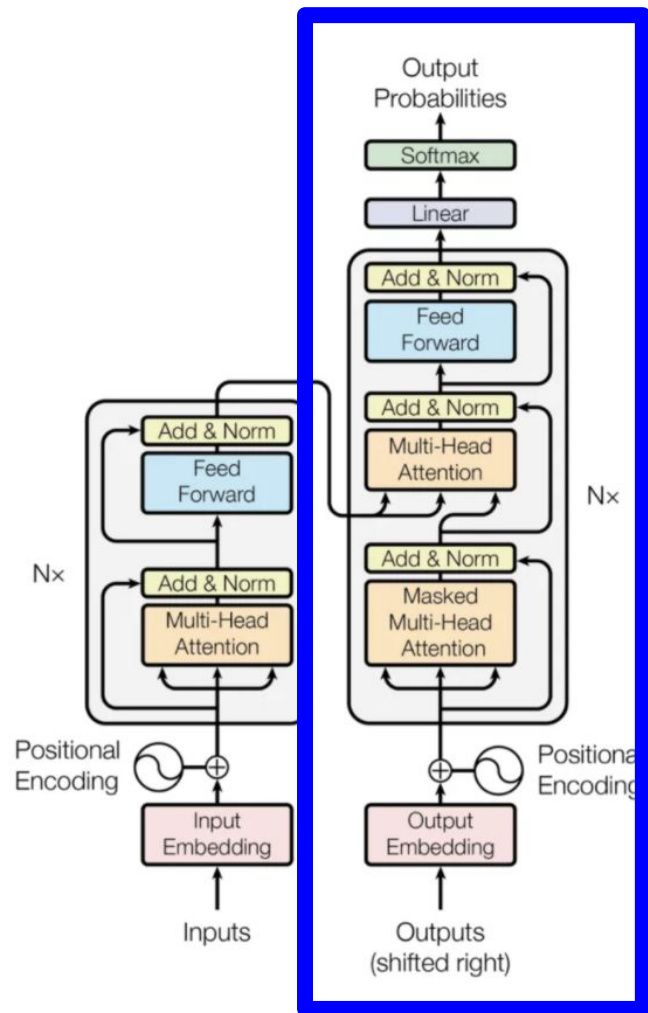 Output
Probabilities
Softmax
Linear
Add & Norm
Feed
Forward
Add & Norm
Multi-Head
Attention
Nx
Add & Norm
Masked
Multi-Head
Attention
Positiona
Encoding
Output
Embedding
Outputs
(shifted right)
Add & Norm
Feed
Forward
Nx
Add & Norm
Multi-Head
Attention
Positional
Encoding
Input
Embedding
Inputs